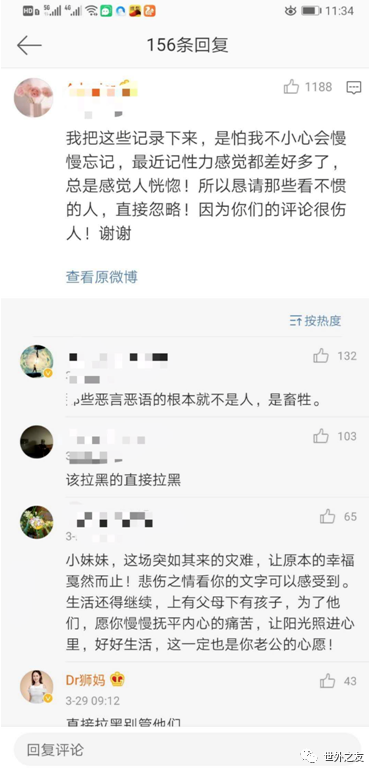 HD 5G 4G 11:34
156条回复
1188
我把这些记录下来，是怕我不小心会慢
慢忘记，最近记性力感觉都差好多了，
总是感觉人恍惚！所以恳请那些看不惯
的人，直接忽略！因为你们的评论很伤
人！谢谢
查看原微博
按热度
132
些恶言恶语的根本就不是人，是畜牲。
103
该拉黑的直接拉黑
65
小妹妹，这场突如其来的灾难，让原本的幸福
戛然而止！悲伤之情看你的文字可以感受到。
生活还得继续，上有父母下有孩子，为了他
们，愿你慢慢抚平内心的痛苦，让阳光照进心
里，好好生活，这一定也是你老公的心愿！
Dr狮妈
43
3-29 09:12
直接拉黑别管他们
回复评论
世外之友